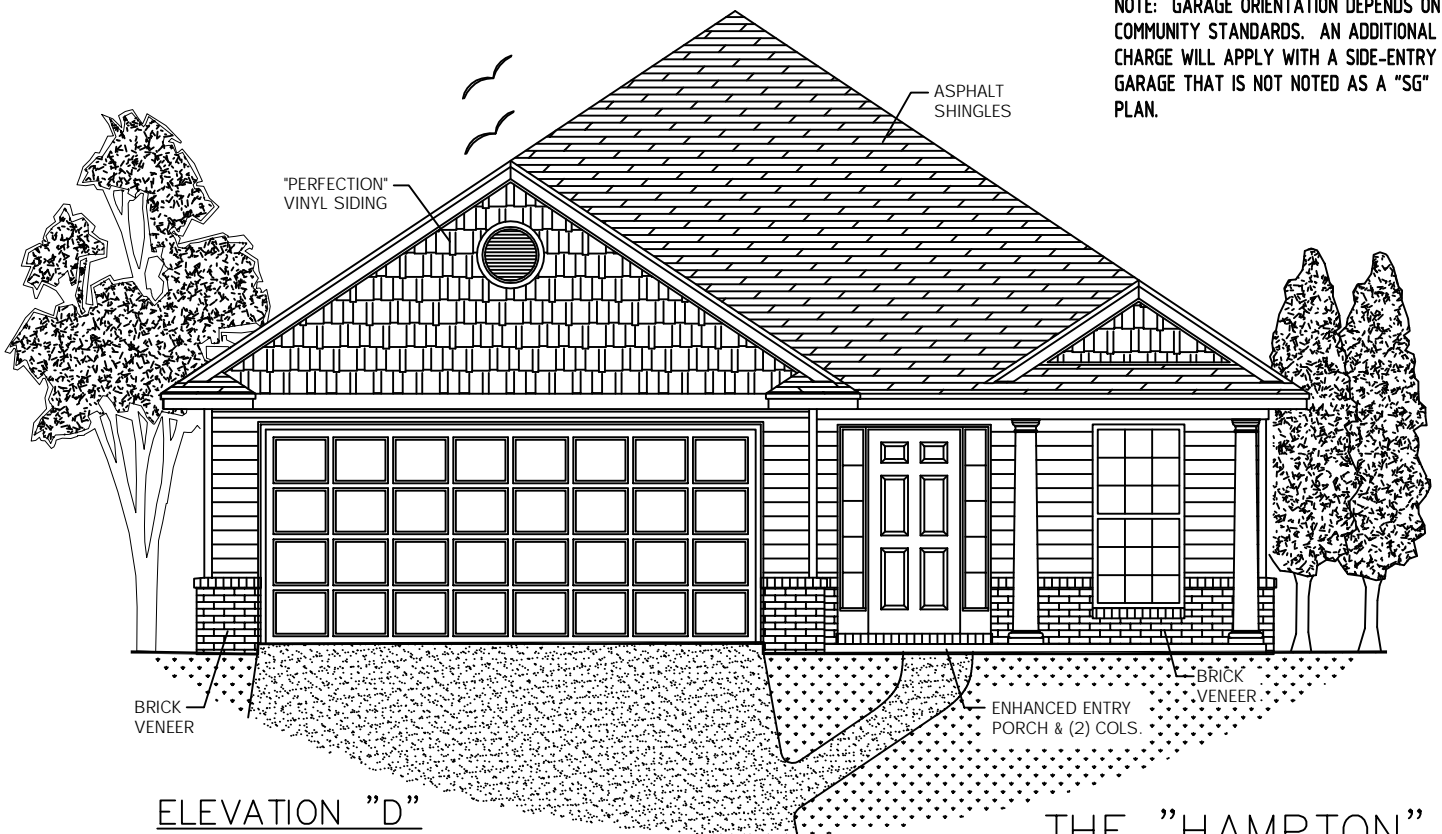 NOTE: GARAGE ORIENTATION DEPENDS ON
COMMUNITY STANDARDS. AN ADDITIONAL
CHARGE WILL APPLY WITH A SIDE-ENTRY
GARAGE THAT IS NOT NOTED AS A "SG"
PLAN.
ASPHALT
SHINGLES
"PERFECTION"
VINYL SIDING
BRICK
VENEER
BRICK
VENEER
ENHANCED ENTRY
PORCH & (2) COLS.
ELEVATION "D"
THE "HAMPTON"